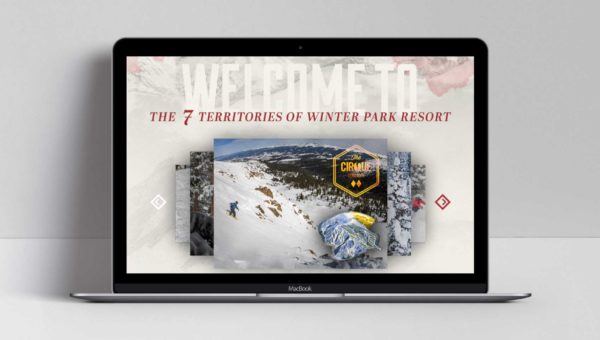 WELCOME TO
THE 7 TERRITORIES OF WINTER PARK RESORT
The
CIRQUE
MacBook